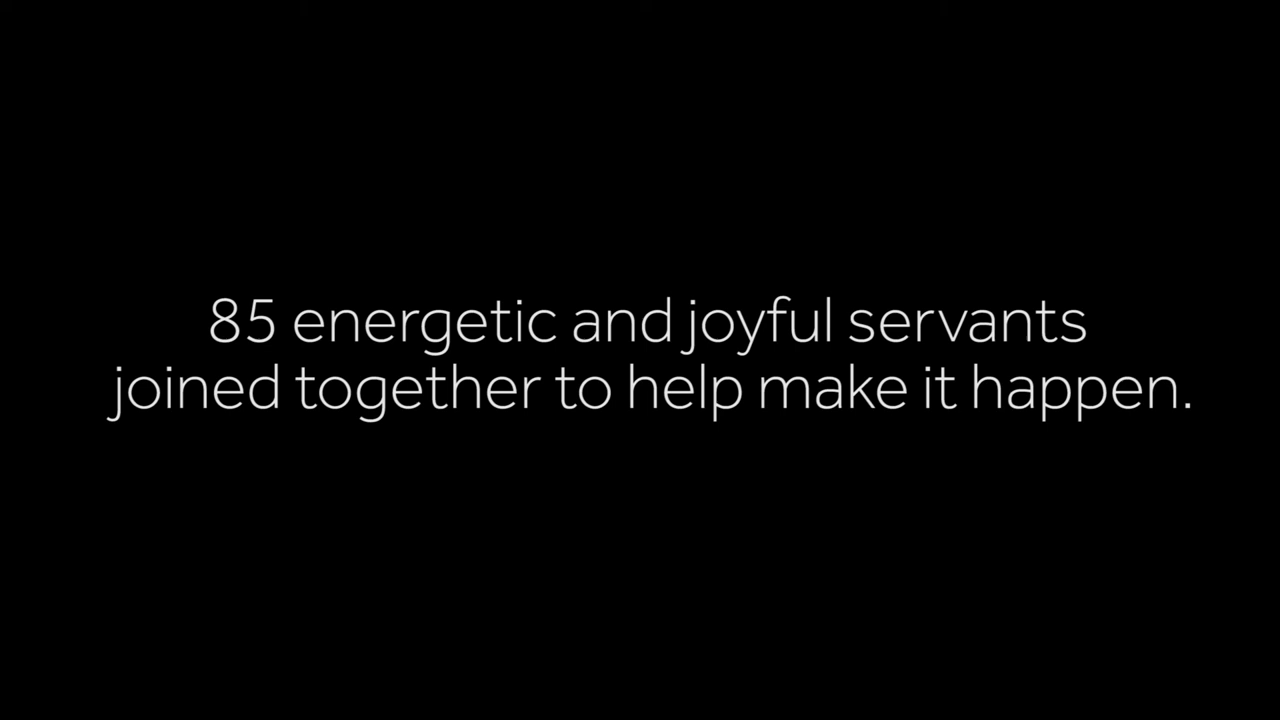 85 energetic and joyful servants
joined together to help make it happen.